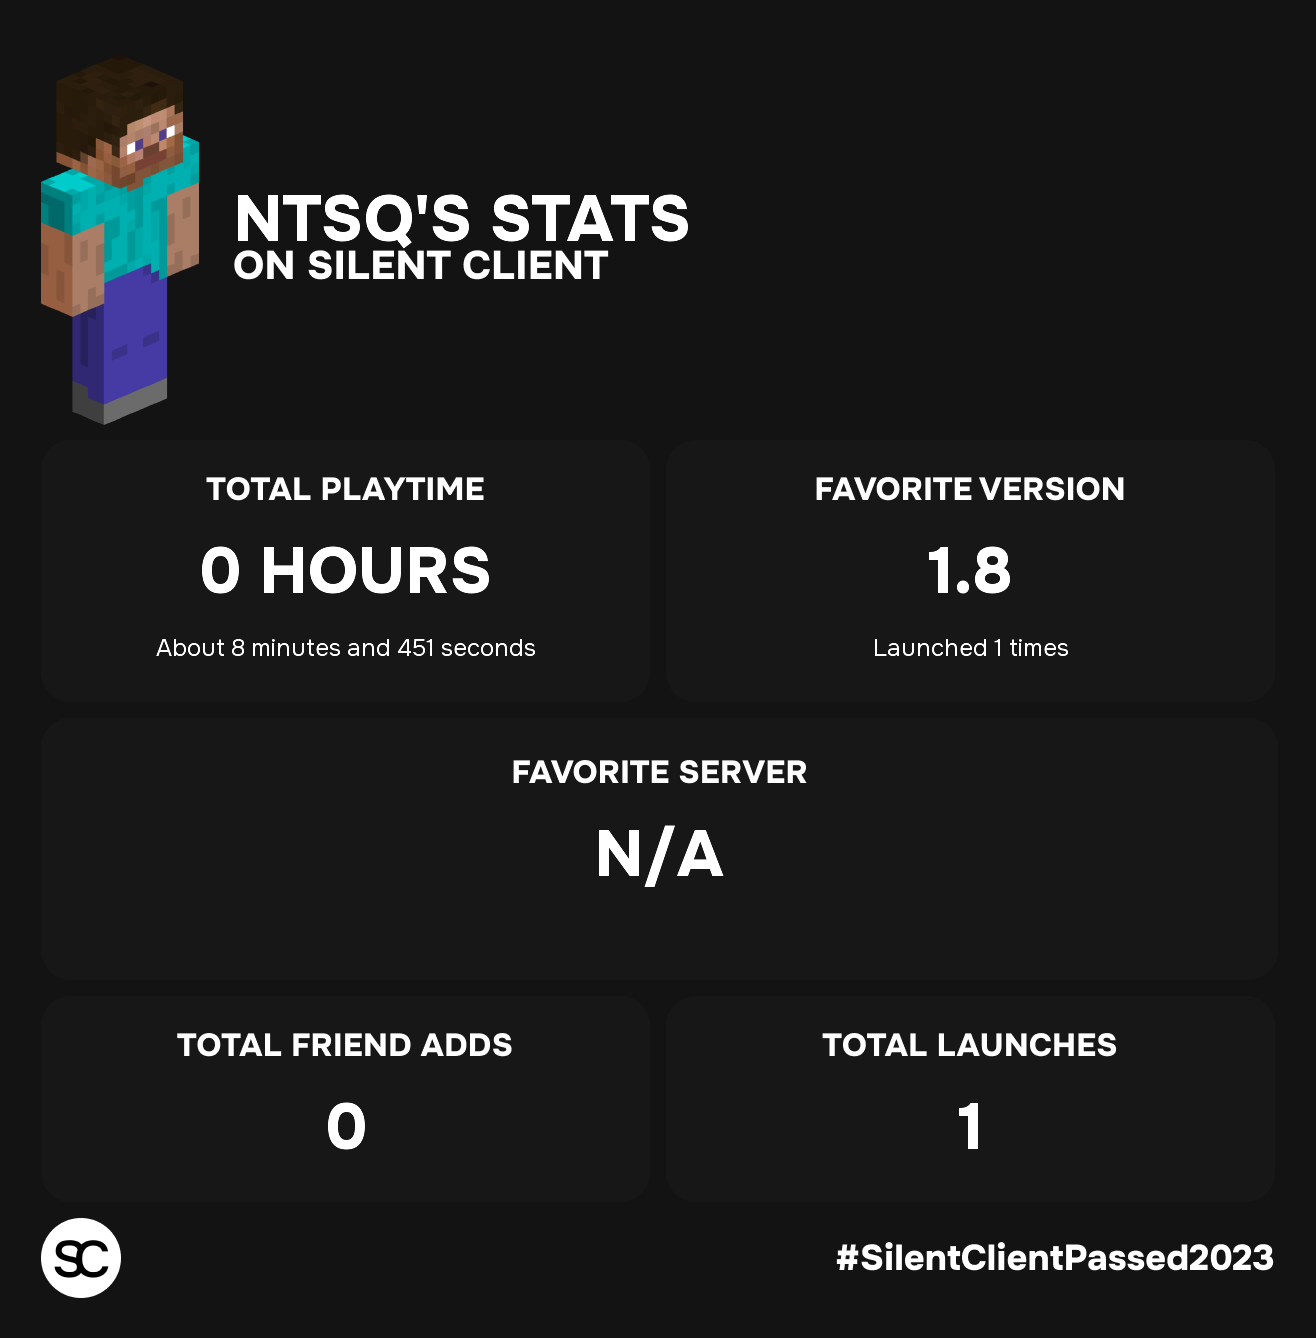 NTSQ'S STATS
ON SILENT CLIENT
TOTAL PLAYTIME
0 HOURS
About 8 minutes and 451 seconds
FAVORITE VERSION
1.8
Launched 1 times
FAVORITE SERVER
N/A
TOTAL FRIEND ADDS
0
TOTAL LAUNCHES
1
SC
#SilentClientPassed2023